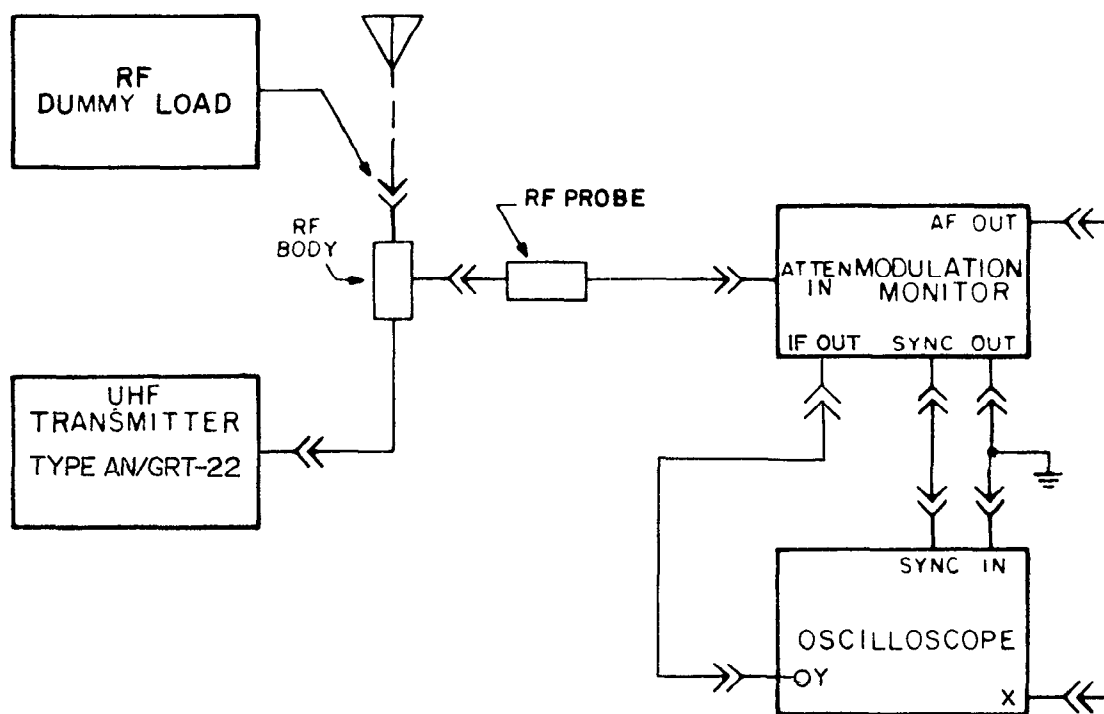 RF
DUMMY LOAD
RF PROBE
RF
BODY
AF OUT
ATTEN
IN
MODULATION
MONITOR
IF OUT
SYNC OUT
UHF
TRANSMITTER
TYPE AN/GRT-22
SYNC IN
OSCILLOSCOPE
Y
X